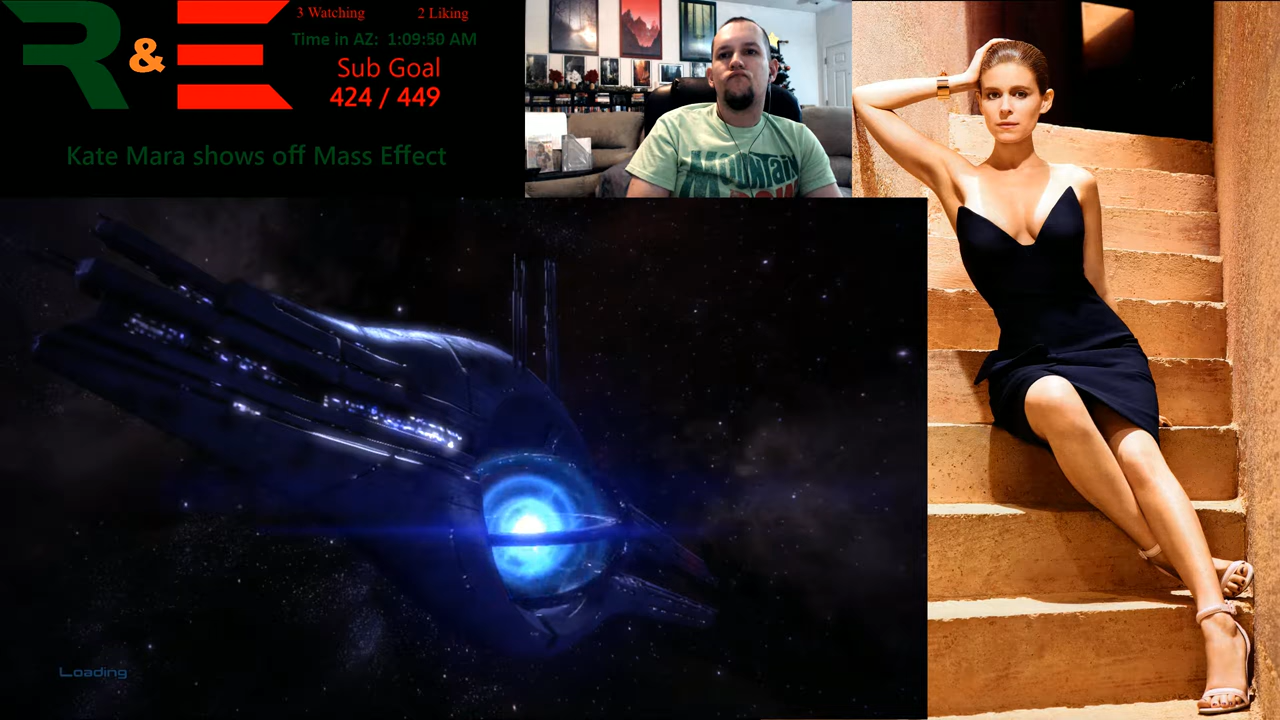 R & E
3 Watching 2 Liking
Time in AZ: 1:09:50 AM
Sub Goal
424 / 449
Kate Mara shows off Mass Effect
MOUNTAIN
Loading